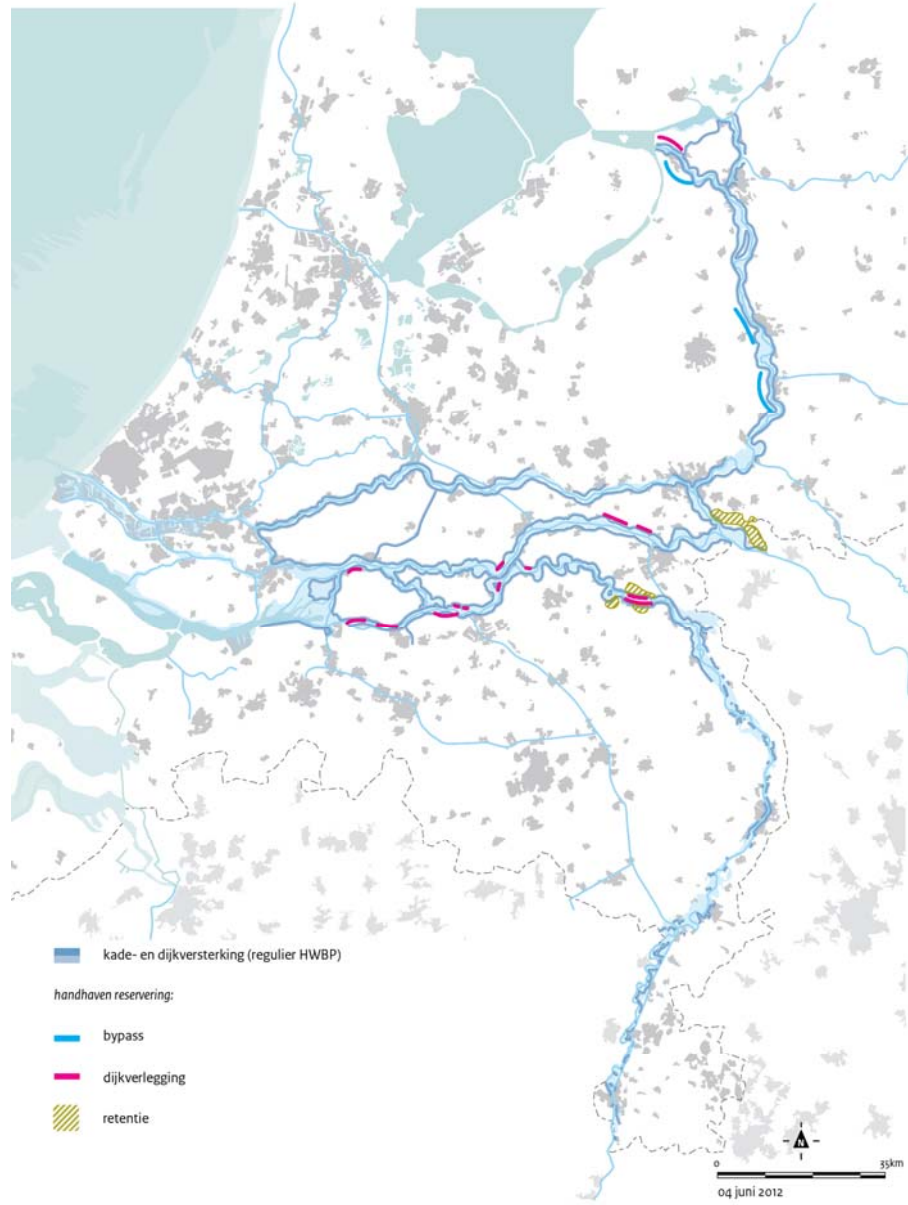 kade- en dijkversterking (regulier HWBP)
handhaven reservering:
bypass
dijkverlegging
retentie
N
0 35km
04 juni 2012